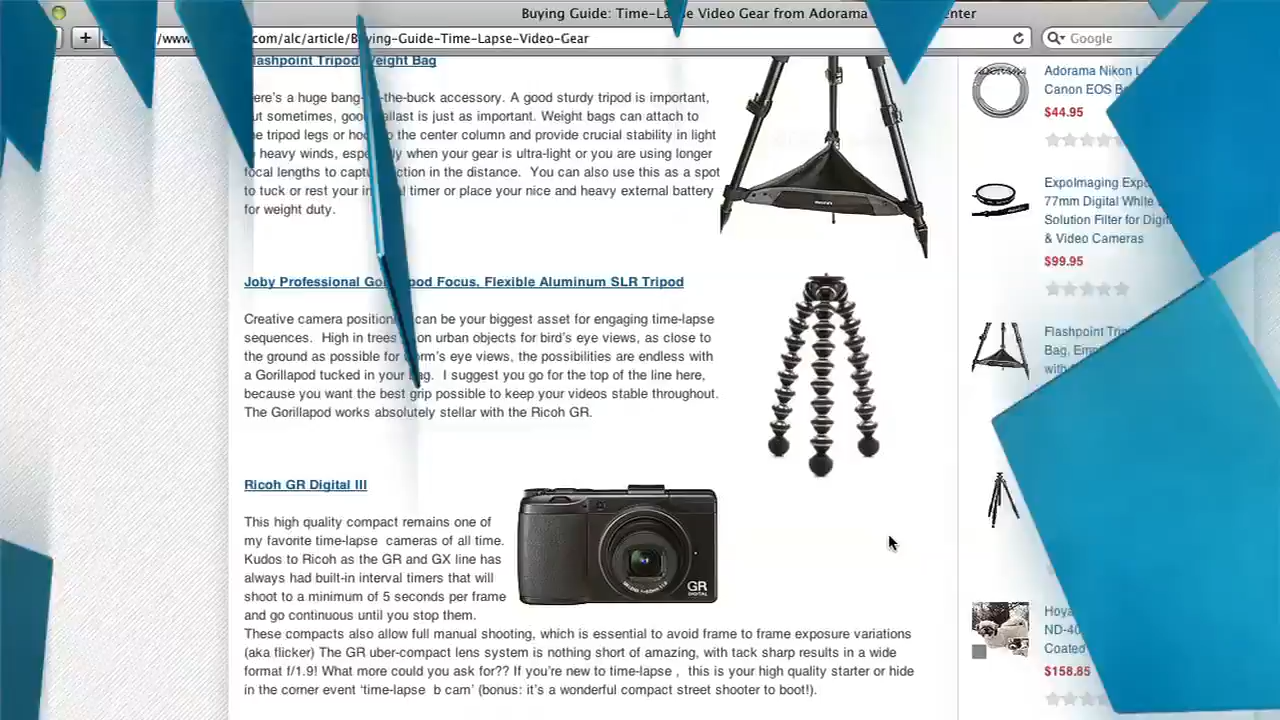 Buying Guide: Time-La Video Gear from Adorama enter
/www .com/alc/article/B ying-Guide-Time-Lapse-Video-Gear
Google
lashpoint Tripod Weight Bag
ere's a huge bang- -the-buck accessory. A good sturdy tripod is important,
ut sometimes, goo allast is just as important. Weight bags can attach to
e tripod legs or hoo o the center column and provide crucial stability in light
heavy winds, espe ly when your gear is ultra-light or you are using longer
focal lengths to captu ction in the distance. You can also use this as a spot
to tuck or rest your in l timer or place your nice and heavy external battery
for weight duty.
Joby Professional Go pod Focus, Flexible Aluminum SLR Tripod
Creative camera position can be your biggest asset for engaging time-lapse
sequences. High in trees on urban objects for bird's eye views, as close to
the ground as possible for orm's eye views, the possibilities are endless with
a Gorillapod tucked in your bag. I suggest you go for the top of the line here,
because you want the best grip possible to keep your videos stable throughout.
The Gorillapod works absolutely stellar with the Ricoh GR.
Ricoh GR Digital III
This high quality compact remains one of
my favorite time-lapse cameras of all time.
Kudos to Ricoh as the GR and GX line has
always had built-in interval timers that will
shoot to a minimum of 5 seconds per frame
and go continuous until you stop them.
These compacts also allow full manual shooting, which is essential to avoid frame to frame exposure variations
(aka flicker) The GR uber-compact lens system is nothing short of amazing, with tack sharp results in a wide
format f/1.9! What more could you ask for?? If you're new to time-lapse , this is your high quality starter or hide
in the corner event 'time-lapse b cam' (bonus: it's a wonderful compact street shooter to boot!).
GR
DIGITAL
ADORAMA
Adorama Nikon L
Canon EOS B
$44.95
ExpoImaging Exp
77mm Digital White
Solution Filter for Digit
& Video Cameras
$99.95
Flashpoint Trip
Bag, Em
with
Hoya
ND-40
Coated
$158.85